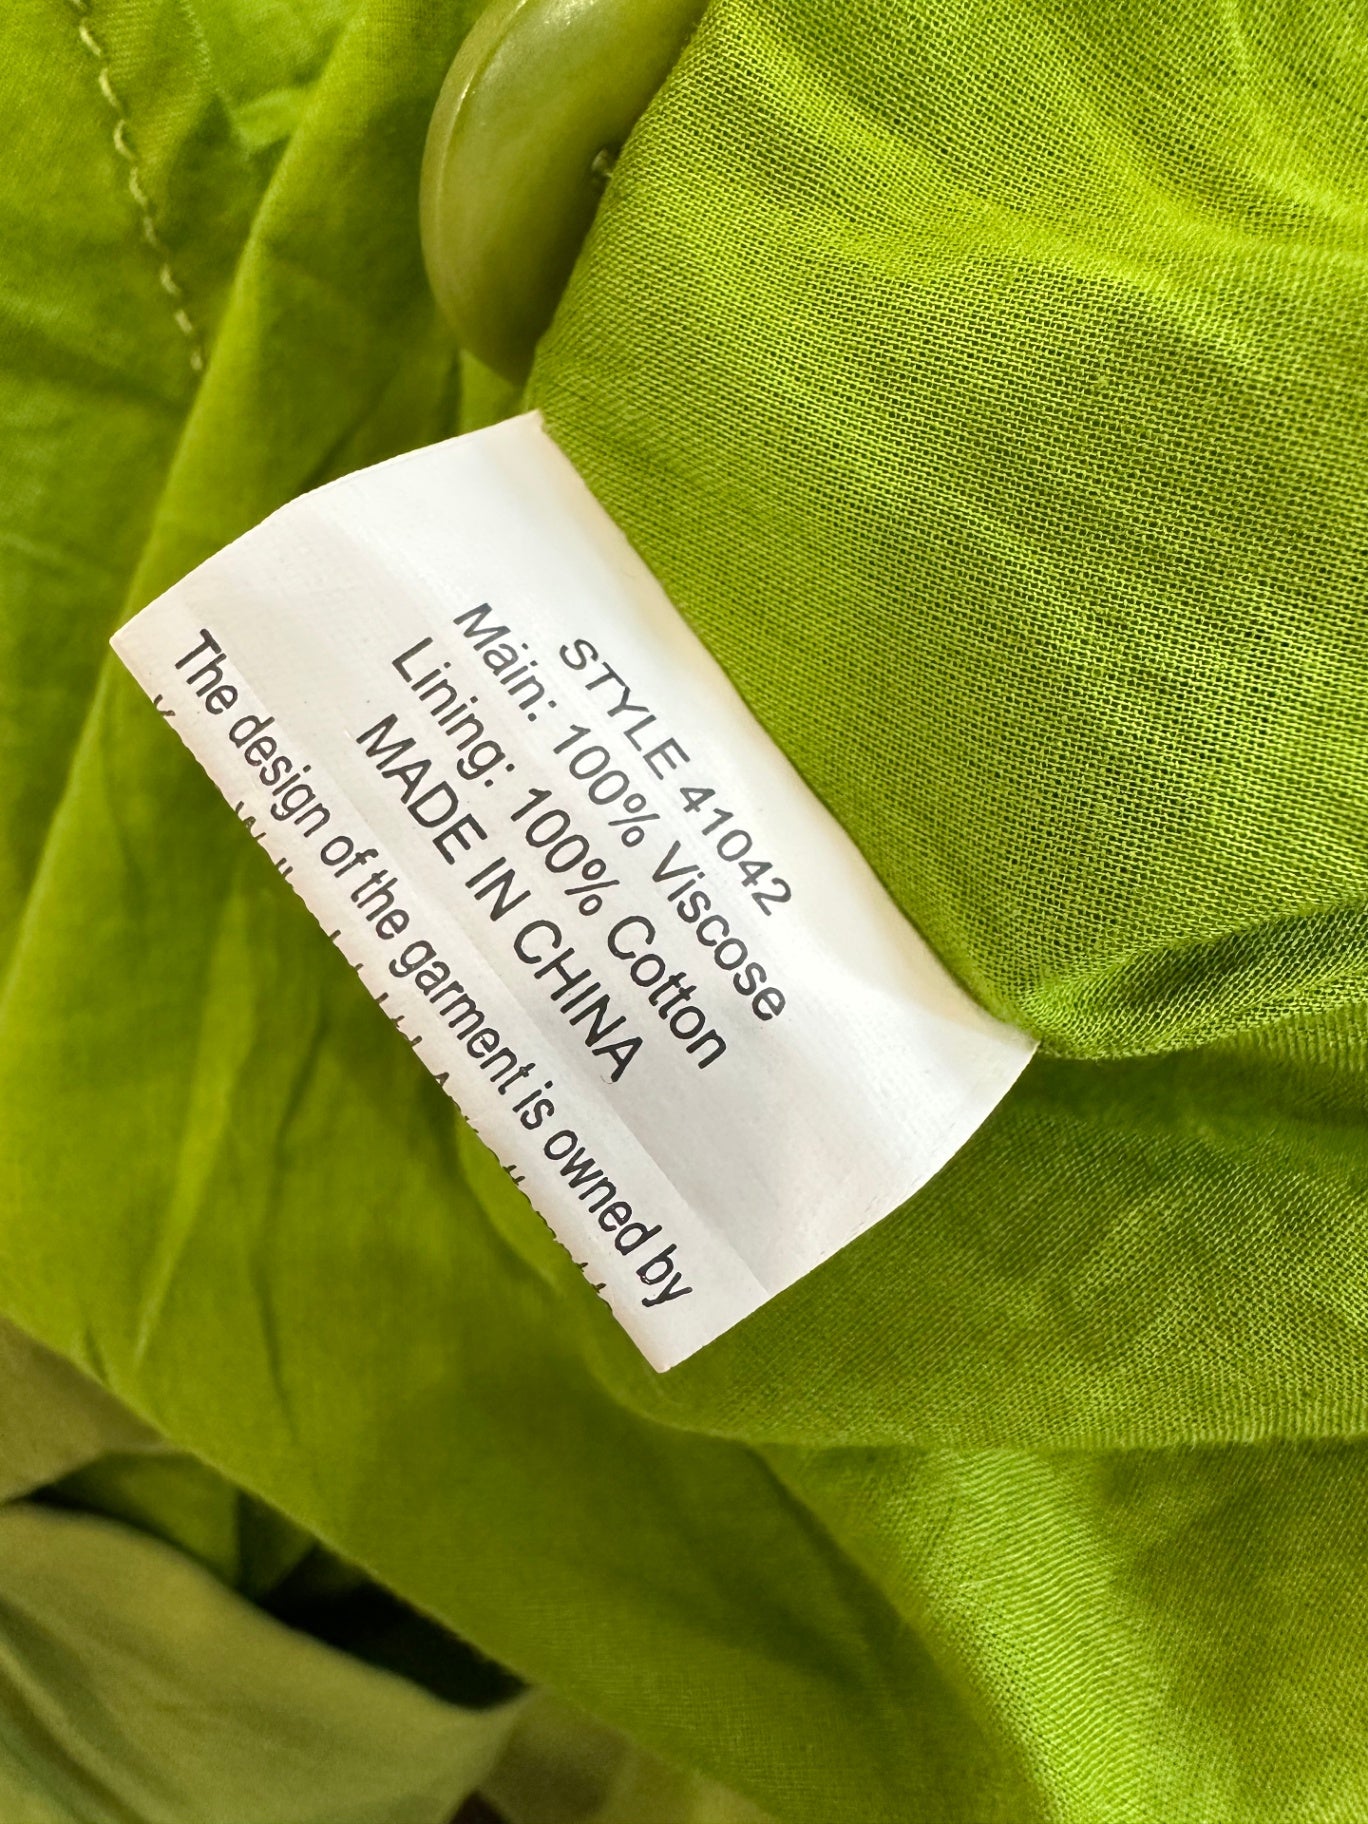 STYLE 41042
Main: 100% Viscose
Lining: 100% Cotton
MADE IN CHINA
The design of the garment is owned by